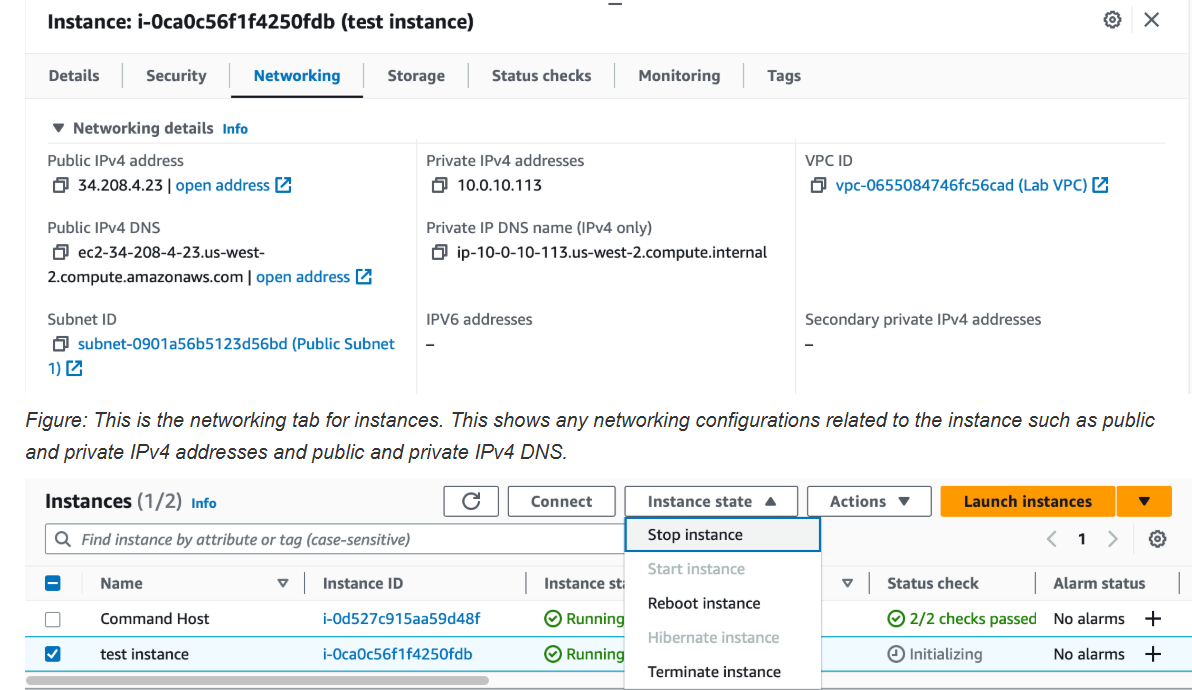 Instance: i-0ca0c56f1f4250fdb (test instance)
Details Security Networking Storage Status checks Monitoring Tags
Networking details Info
Public IPv4 address Private IPv4 addresses VPC ID
34.208.4.23 | open address 10.0.10.113 vpc-0655084746fc56cad (Lab VPC)
Public IPv4 DNS Private IP DNS name (IPv4 only)
ec2-34-208-4-23.us-west- ip-10-0-10-113.us-west-2.compute.internal
2.compute.amazonaws.com | open address
Subnet ID IPV6 addresses Secondary private IPv4 addresses
subnet-0901a56b5123d56bd (Public Subnet – –
1)
Figure: This is the networking tab for instances. This shows any networking configurations related to the instance such as public
and private IPv4 addresses and public and private IPv4 DNS.
Instances (1/2) Info Connect Instance state Actions Launch instances
Find instance by attribute or tag (case-sensitive) Stop instance 1
Start instance
Name Instance ID Instance sta Status check Alarm status
Reboot instance
Command Host i-0d527c915aa59d48f Running 2/2 checks passed No alarms +
Hibernate instance
test instance i-0ca0c56f1f4250fdb Running Initializing No alarms +
Terminate instance